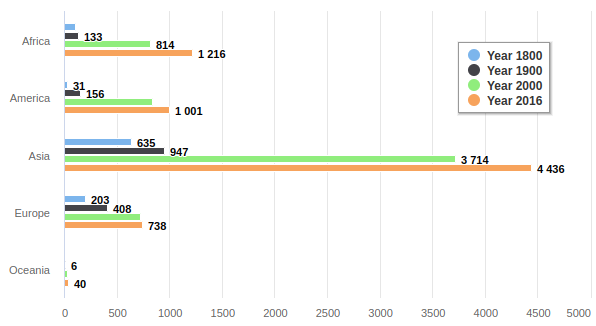 Africa
133
814
1 216
America
31
156
1 001
Asia
635
947
3 714
4 436
Europe
203
408
738
Oceania
6
40
Year 1800
Year 1900
Year 2000
Year 2016
0 500 1000 1500 2000 2500 3000 3500 4000 4500 5000